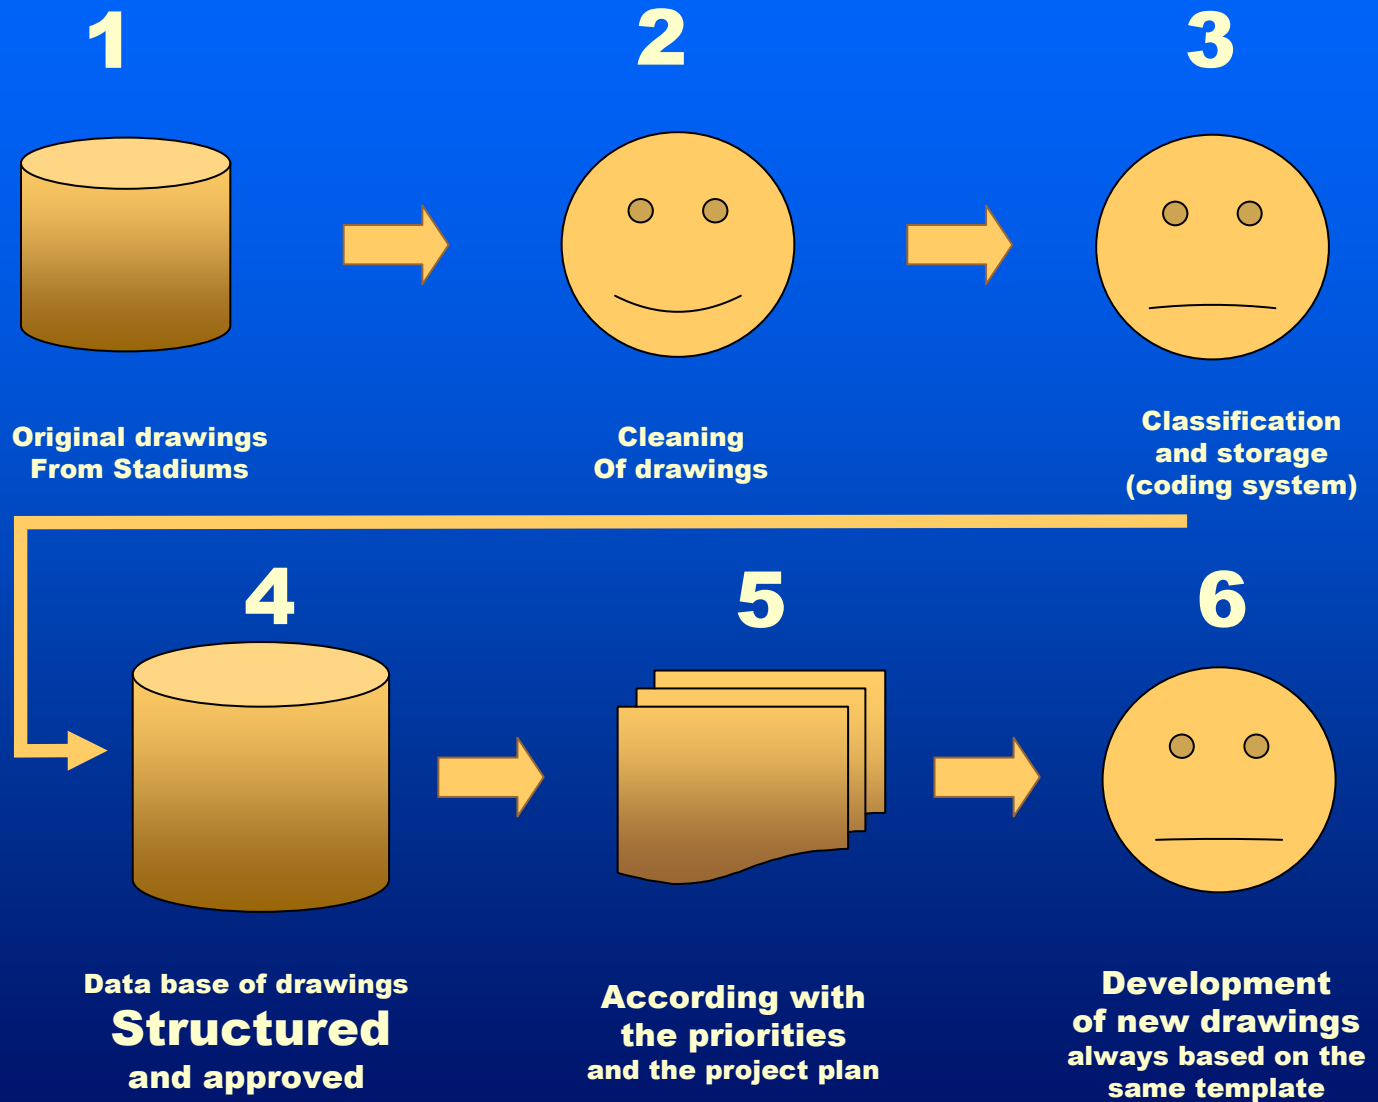 1
2
3
Original drawings
From Stadiums
Cleaning
Of drawings
Classification
and storage
(coding system)
4
5
6
Data base of drawings
Structured
and approved
According with
the priorities
and the project plan
Development
of new drawings
always based on the
same template